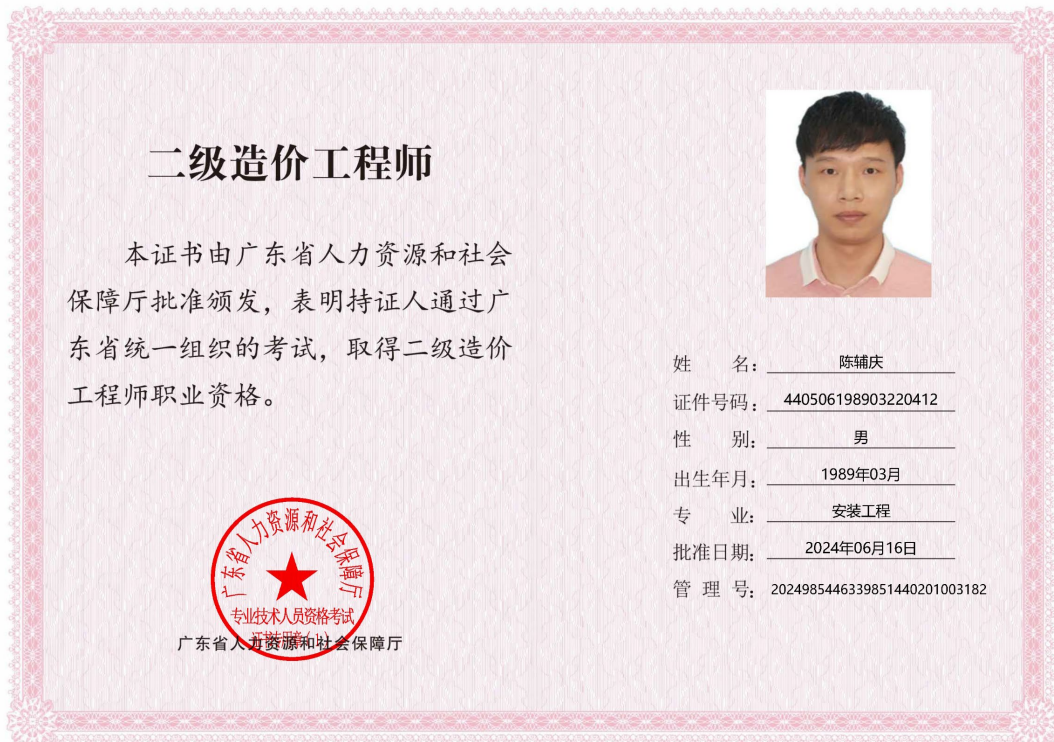 二级造价工程师
本证书由广东省人力资源和社会
保障厅批准颁发，表明持证人通过广
东省统一组织的考试，取得二级造价
工程师职业资格。
姓 名：陈辅庆
证件号码：440506198903220412
性 别：男
出生年月：1989年03月
专 业：安装工程
批准日期：2024年06月16日
管 理 号：20249854463398514402010031​82
广东省人力资源和社会保障厅
专业技术人员资格考试
广东省人力资源和社会保障厅